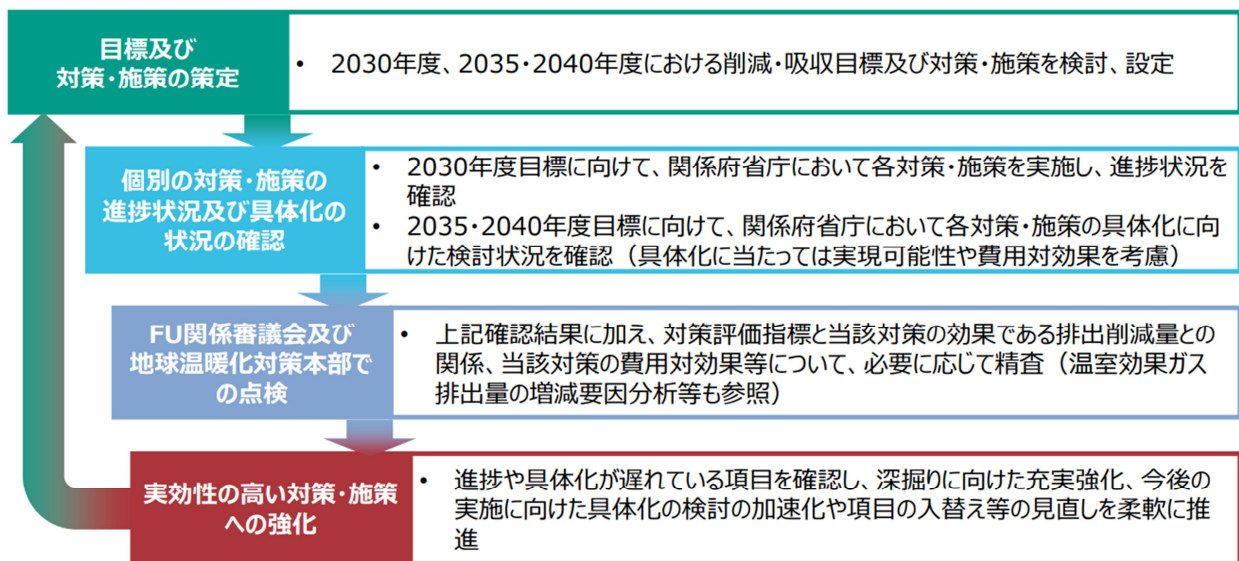 目標及び
対策・施策の策定
• 2030年度、2035・2040年度における削減・吸収目標及び対策・施策を検討、設定
個別の対策・施策の
進捗状況及び具体化の
状況の確認
• 2030年度目標に向けて、関係府省庁において各対策・施策を実施し、進捗状況を
確認
• 2035・2040年度目標に向けて、関係府省庁において各対策・施策の具体化に向
けた検討状況を確認（具体化に当たっては実現可能性や費用対効果を考慮）
FU関係審議会及び
地球温暖化対策本部で
の点検
• 上記確認結果に加え、対策評価指標と当該対策の効果である排出削減量との
関係、当該対策の費用対効果等について、必要に応じて精査（温室効果ガス
排出量の増減要因分析等も参照）
実効性の高い対策・施策
への強化
• 進捗や具体化が遅れている項目を確認し、深掘りに向けた充実強化、今後の
実施に向けた具体化の検討の加速化や項目の入替え等の見直しを柔軟に推
進